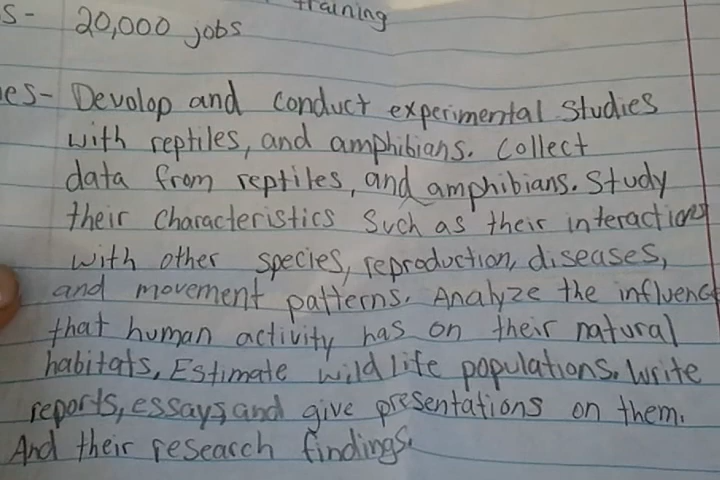 training
s- 20,000 jobs
es- Devolop and conduct experimental studies
with reptiles, and amphibians. Collect
data from reptiles, and amphibians. Study
their characteristics such as their interactions
with other species, reproduction, diseases,
and movement patterns. Analyze the influenc
that human activity has on their natural
habitats, Estimate wildlife populations. Write
reports, essays, and give presentations on them.
And their research findings.